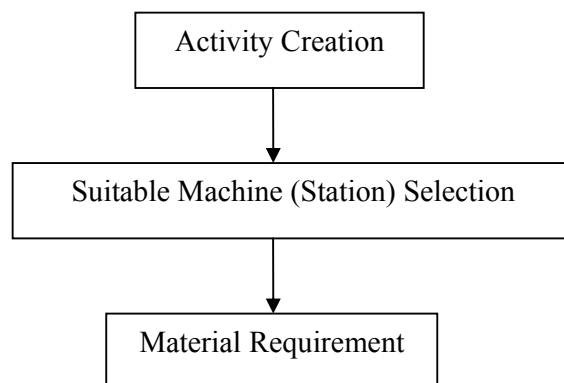 Activity Creation
Suitable Machine (Station) Selection
Material Requirement